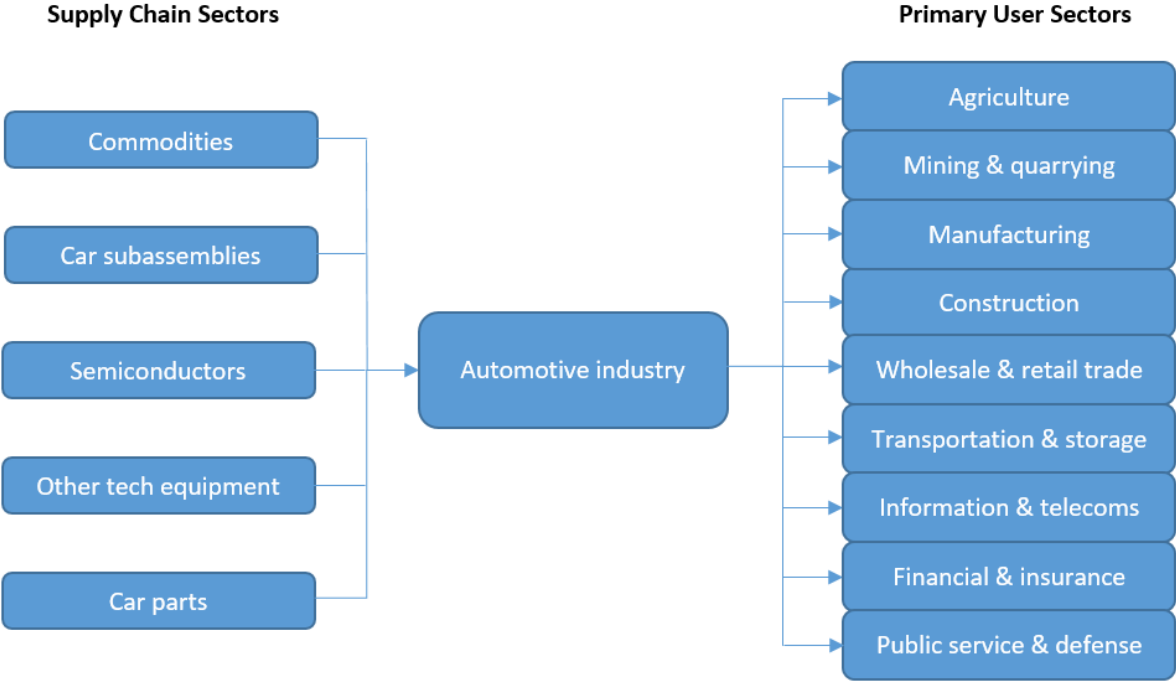 Supply Chain Sectors
Primary User Sectors
Commodities
Car subassemblies
Semiconductors
Other tech equipment
Car parts
Automotive industry
Agriculture
Mining & quarrying
Manufacturing
Construction
Wholesale & retail trade
Transportation & storage
Information & telecoms
Financial & insurance
Public service & defense